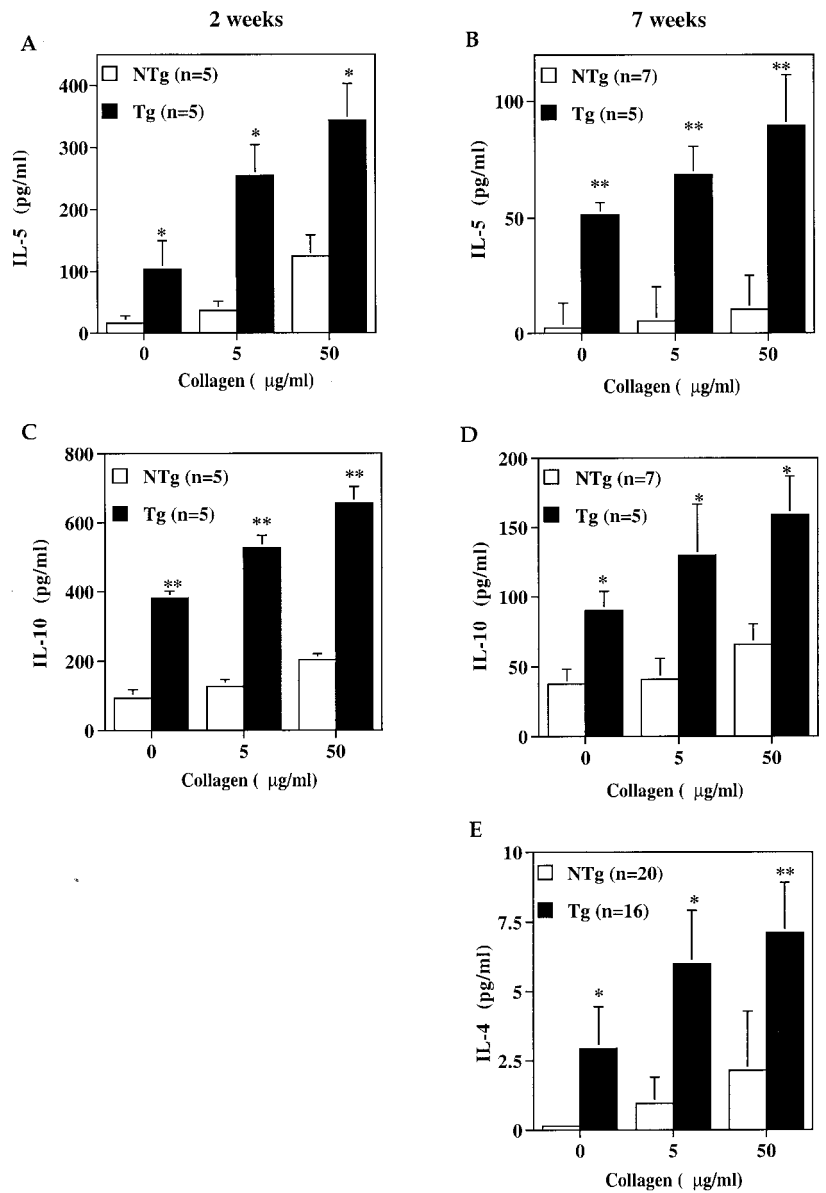 2 weeks
7 weeks
A
NTg (n=5)
Tg (n=5)
*
*
*
IL-5 (pg/ml)
400
300
200
100
0
0 5 50
Collagen ( µg/ml)
B
NTg (n=7)
Tg (n=5)
**
**
**
IL-5 (pg/ml)
100
50
0
0 5 50
Collagen ( µg/ml)
C
NTg (n=5)
Tg (n=5)
**
**
**
IL-10 (pg/ml)
800
600
400
200
0
0 5 50
Collagen ( µg/ml)
D
NTg (n=7)
Tg (n=5)
*
*
*
IL-10 (pg/ml)
200
150
100
50
0
0 5 50
Collagen ( µg/ml)
E
NTg (n=20)
Tg (n=16)
*
*
**
IL-4 (pg/ml)
10
7.5
5
2.5
0
0 5 50
Collagen ( µg/ml)